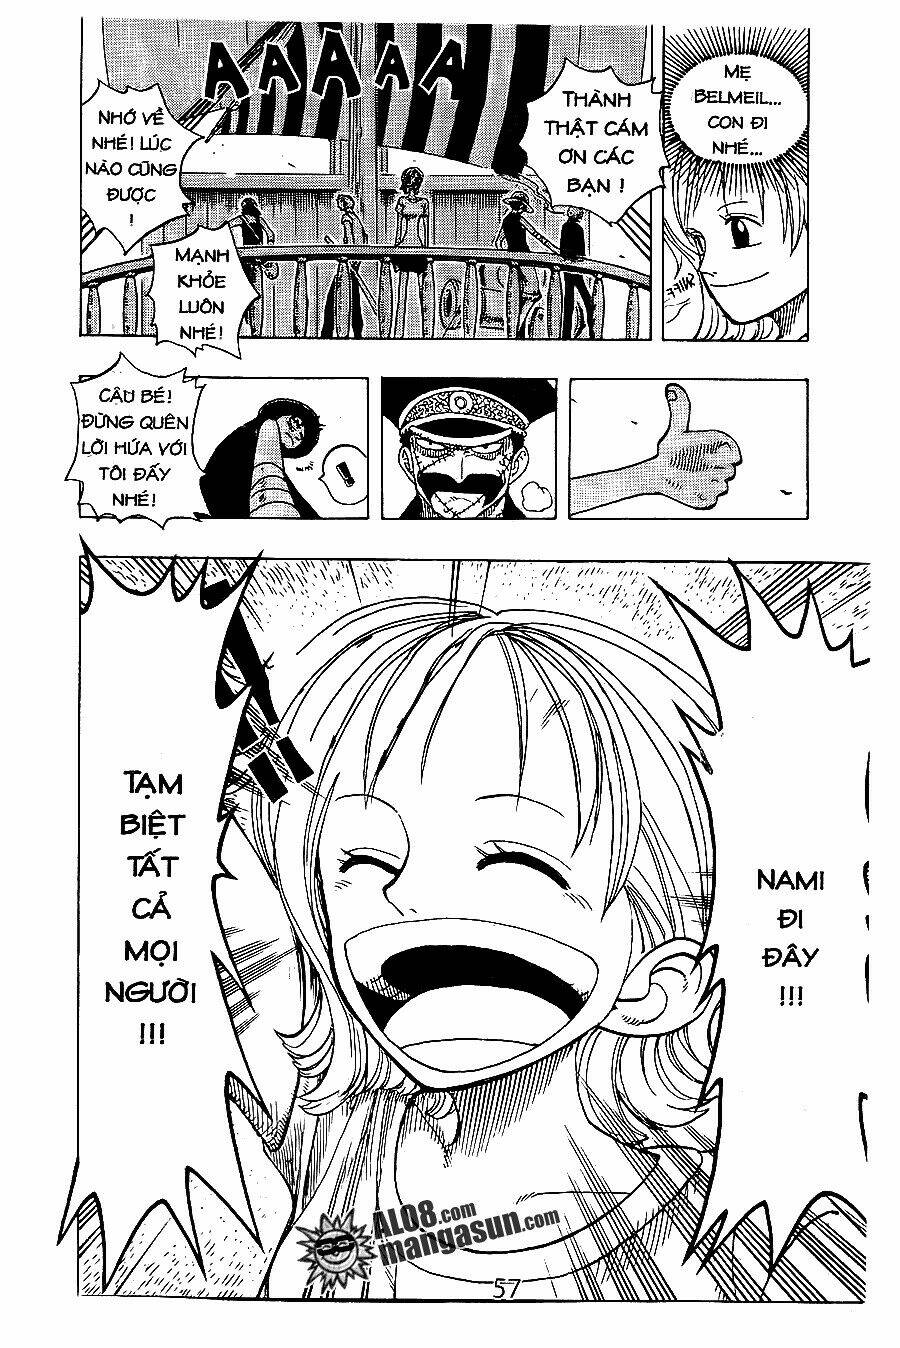 MẸ
BELMEIL...
CON ĐI
NHÉ...
THÀNH
THẬT CÁM
ƠN CÁC
BẠN !
AAAAA
NHỚ VỀ
NHÉ! LÚC
NÀO CŨNG
ĐƯỢC
!
MẠNH
KHỎE
LUÔN
NHÉ!
CẬU BÉ!
ĐỪNG QUÊN
LỜI HỨA VỚI
TÔI ĐẤY
NHÉ!
!
NAMI
ĐI
ĐÂY
!!!
TẠM
BIỆT
TẤT
CẢ
MỌI
NGƯỜI
!!!
ALO8.com
mangasun.com
57